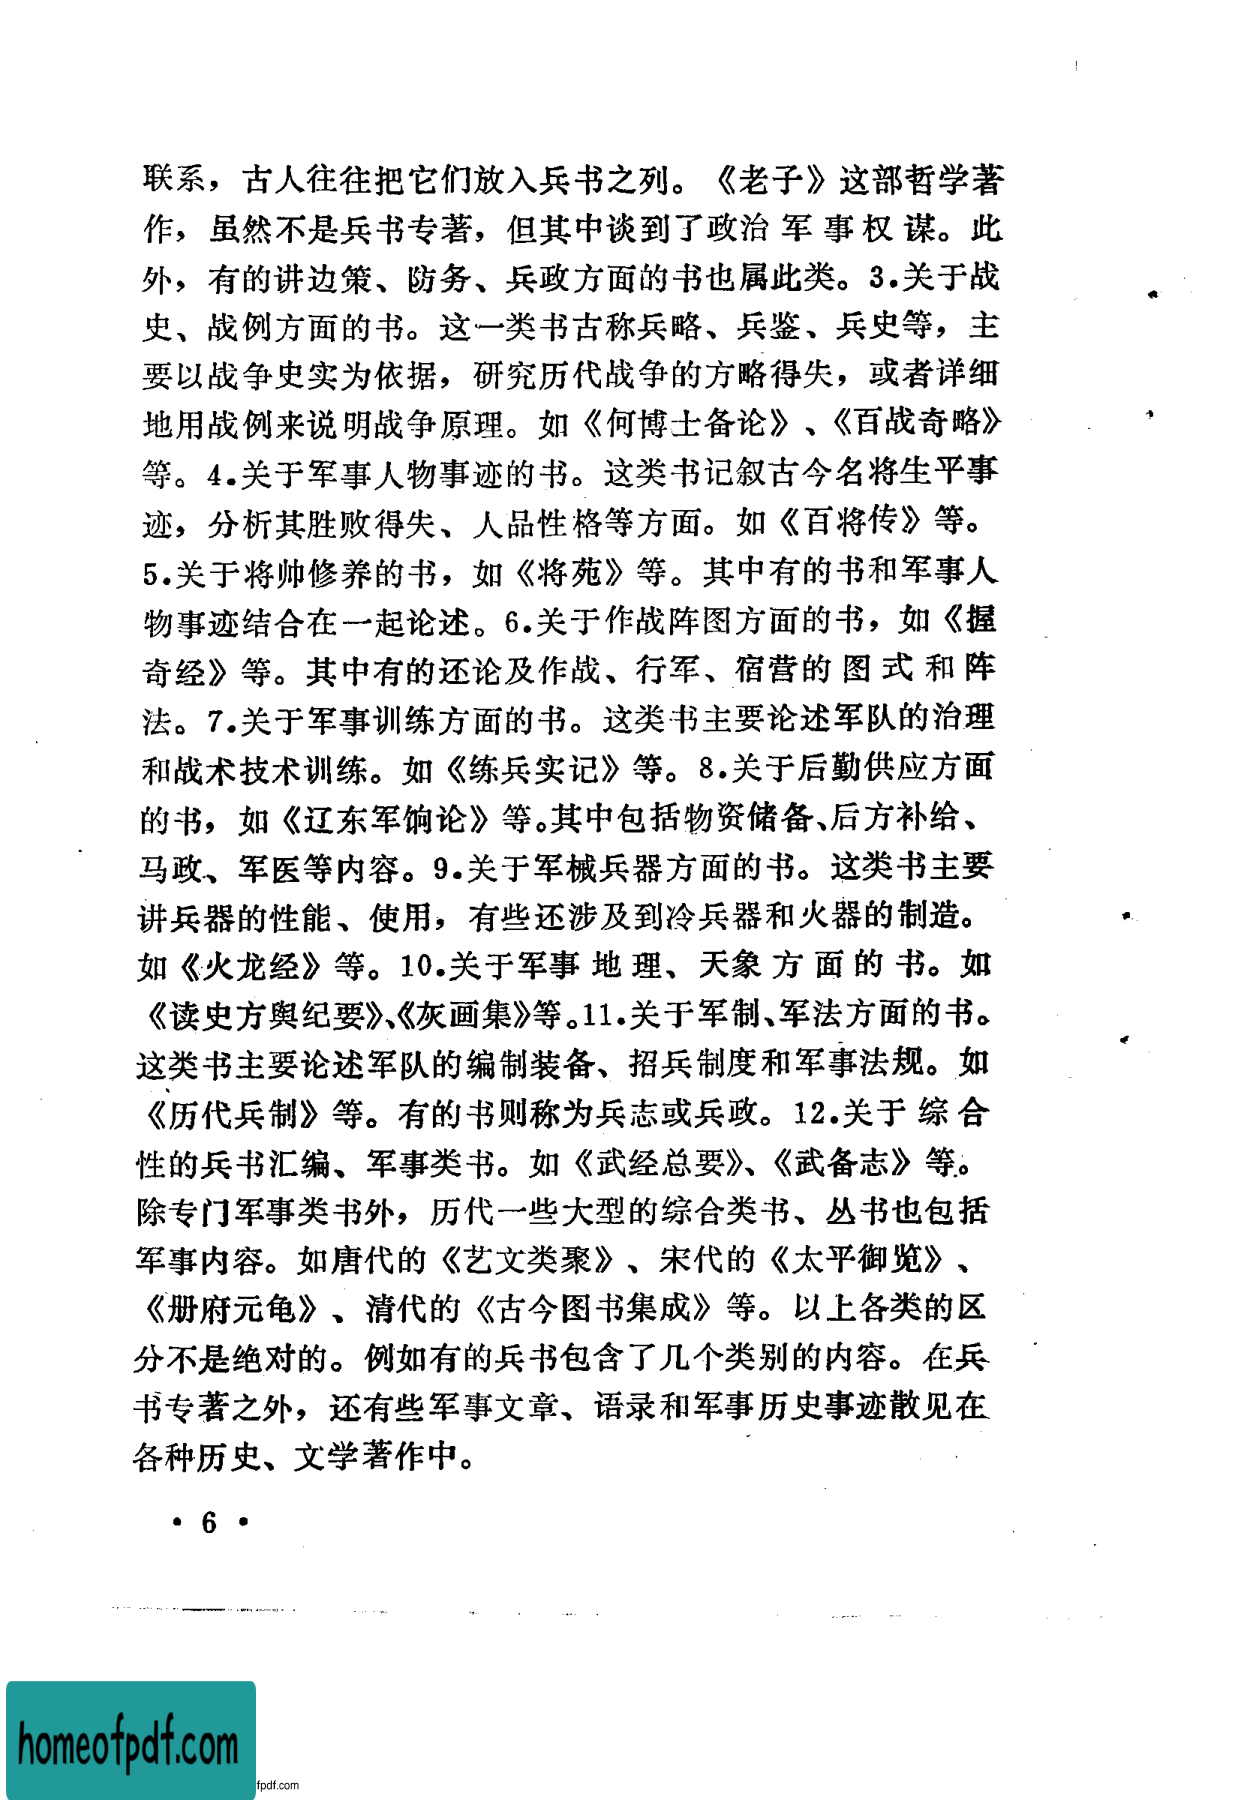 联系，古人往往把它们放入兵书之列。《老子》这部哲学著
作，虽然不是兵书专著，但其中谈到了政治军事权谋。此
外，有的讲边策、防务、兵政方面的书也属此类。3.关于战
史、战例方面的书。这一类书古称兵略、兵鉴、兵史等，主
要以战争史实为依据，研究历代战争的方略得失，或者详细
地用战例来说明战争原理。如《何博士备论》、《百战奇略》
等。4.关于军事人物事迹的书。这类书记叙古今名将生平事
迹，分析其胜败得失、人品性格等方面。如《百将传》等。
5.关于将帅修养的书，如《将苑》等。其中有的书和军事人
物事迹结合在一起论述。6.关于作战阵图方面的书，如《握
奇经》等。其中有的还论及作战、行军、宿营的图式和阵
法。7.关于军事训练方面的书。这类书主要论述军队的治理
和战术技术训练。如《练兵实记》等。8.关于后勤供应方面
的书，如《辽东军饷论》等。其中包括物资储备、后方补给、
马政、军医等内容。9.关于军械兵器方面的书。这类书主要
讲兵器的性能、使用，有些还涉及到冷兵器和火器的制造。
如《火龙经》等。10.关于军事地理、天象方面的书。如
《读史方舆纪要》、《灰画集》等。11.关于军制、军法方面的书。
这类书主要论述军队的编制装备、招兵制度和军事法规。如
《历代兵制》等。有的书则称为兵志或兵政。12.关于综合
性的兵书汇编、军事类书。如《武经总要》、《武备志》等。
除专门军事类书外，历代一些大型的综合类书、丛书也包括
军事内容。如唐代的《艺文类聚》、宋代的《太平御览》、
《册府元龟》、清代的《古今图书集成》等。以上各类的区
分不是绝对的。例如有的兵书包含了几个类别的内容。在兵
书专著之外，还有些军事文章、语录和军事历史事迹散见在
各种历史、文学著作中。
• 6 •
homeofpdf.com
fpdf.com